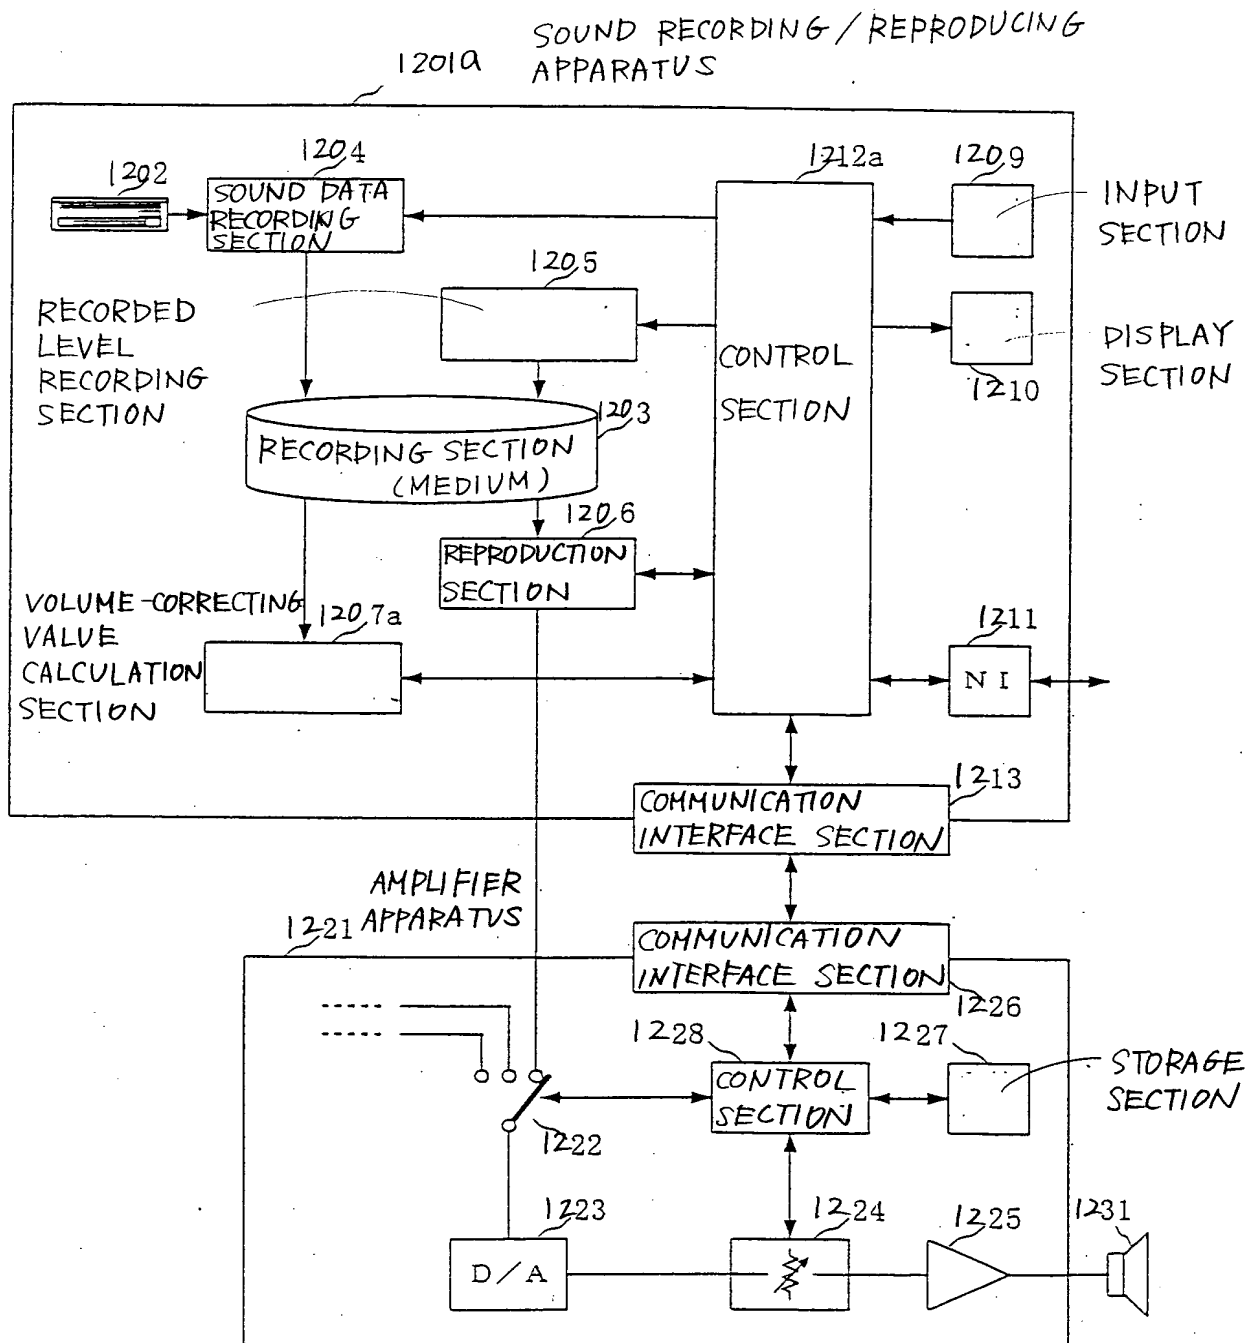 SOUND RECORDING/REPRODUCING
APPARATUS
1201a
1202
1204
SOUND DATA
RECORDING
SECTION
1212a
1209
INPUT
SECTION
1205
RECORDED
LEVEL
RECORDING
SECTION
CONTROL
SECTION
DISPLAY
SECTION
1210
1203
RECORDING SECTION
(MEDIUM)
1206
REPRODUCTION
SECTION
VOLUME-CORRECTING
VALUE
CALCULATION
SECTION
1207a
1211
NI
1213
COMMUNICATION
INTERFACE SECTION
AMPLIFIER
APPARATUS
1221
COMMUNICATION
INTERFACE SECTION
1226
1228
CONTROL
SECTION
1227
STORAGE
SECTION
1222
1223
D/A
1224
1225
1231